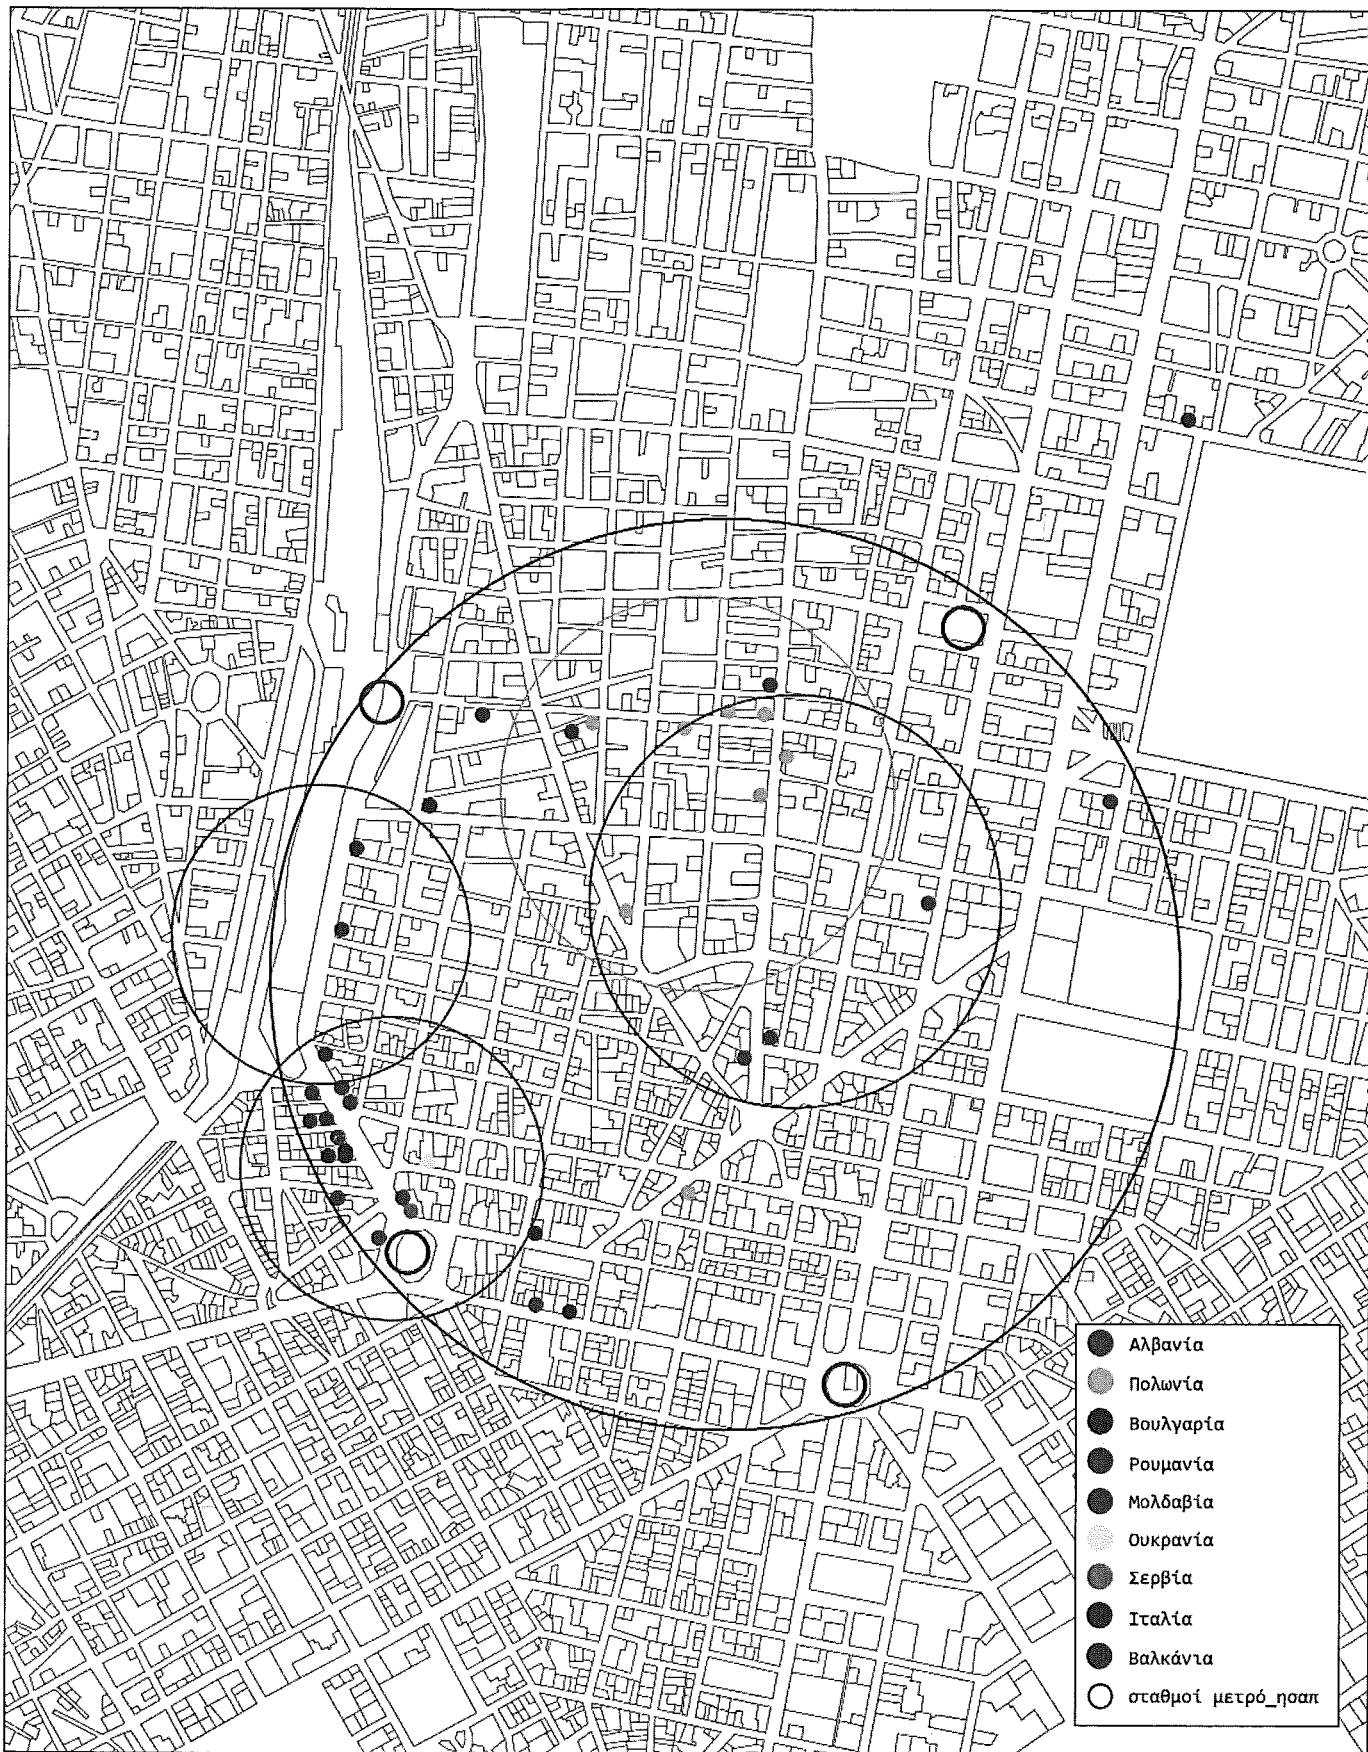 Αλβανία
Πολωνία
Βουλγαρία
Ρουμανία
Μολδαβία
Ουκρανία
Σερβία
Ιταλία
Βαλκάνια
σταθμοί μετρό_ησαπ